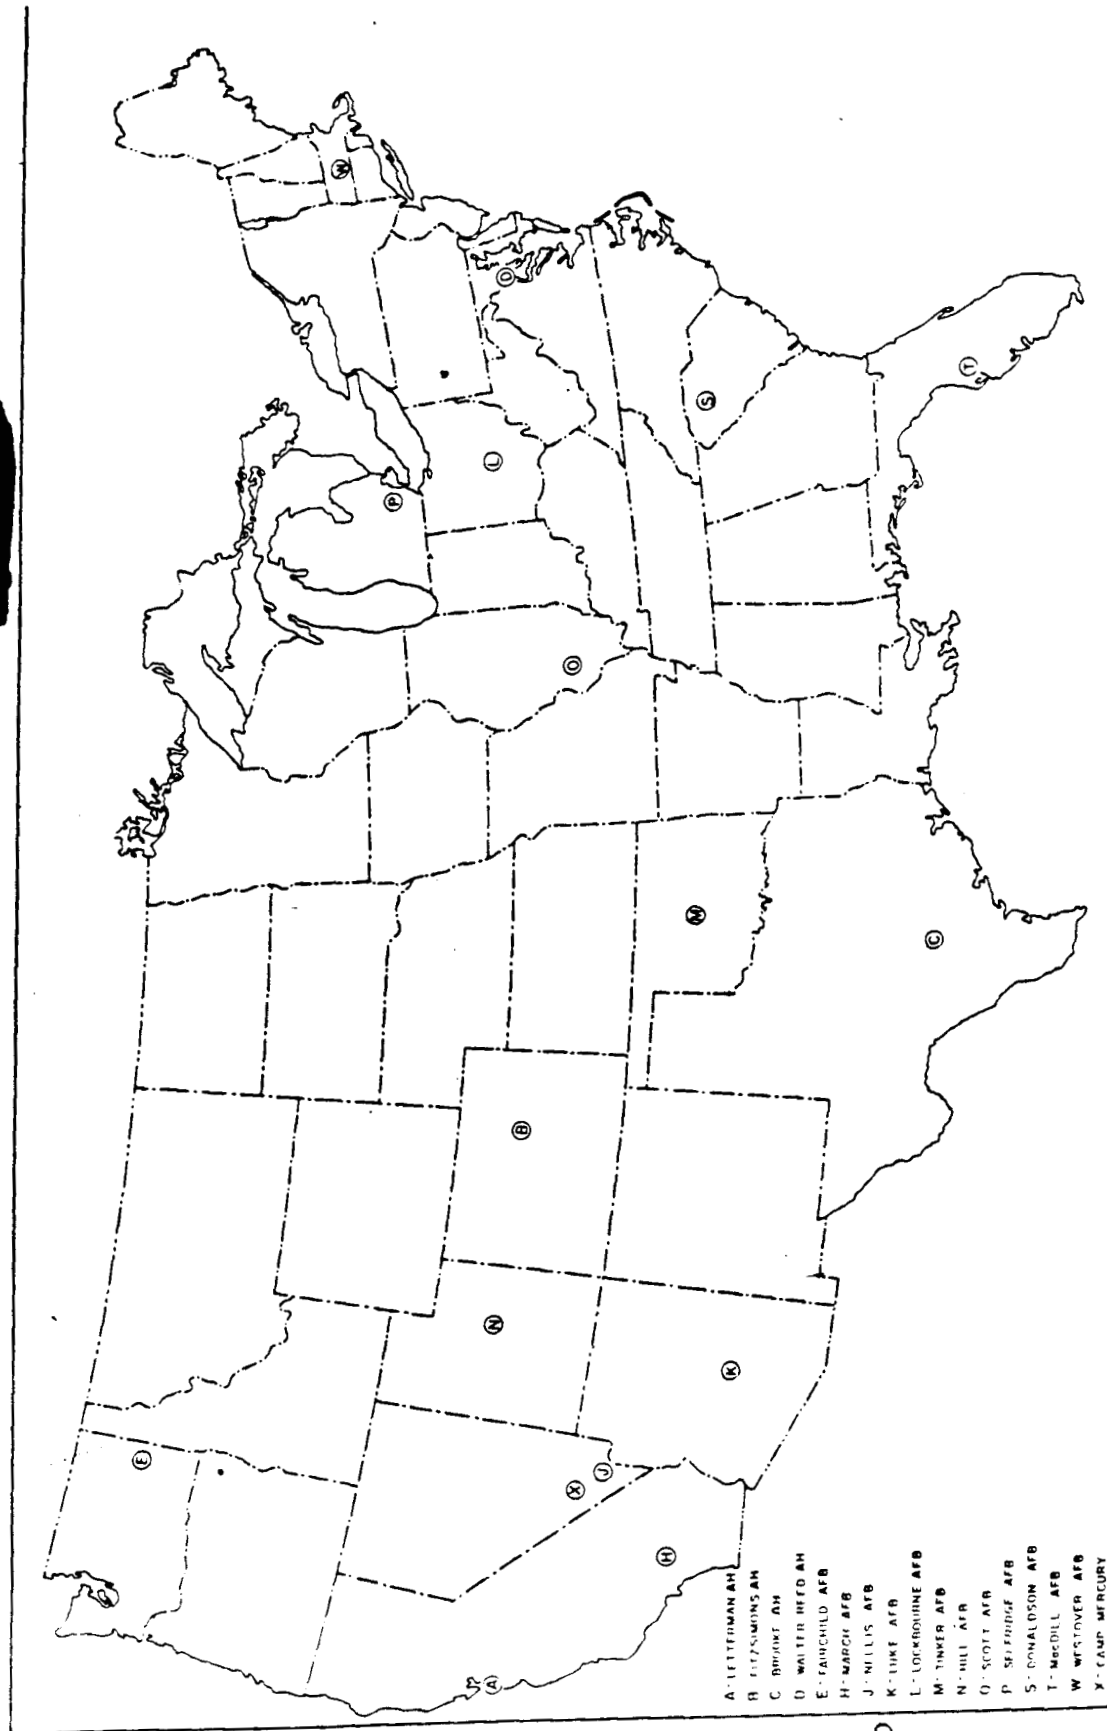 W
D
P
L
S
T
O
M
C
B
N
K
E
X
J
H
A
A - LETTERMAN AH
B FITZSIMONS AH
C BROOKE AH
D WALTER REED AH
E - FAIRCHILD AFB
H - MARCH AFB
J - NELLIS AFB
K - LUKE AFB
L - LOCKBOURNE AFB
M - TINKER AFB
N - HILL AFB
O - SCOTT AFB
P SELFRIDGE AFB
S - DONALDSON AFB
T - MacDILL AFB
W WESTOVER AFB
X - CAMP MERCURY